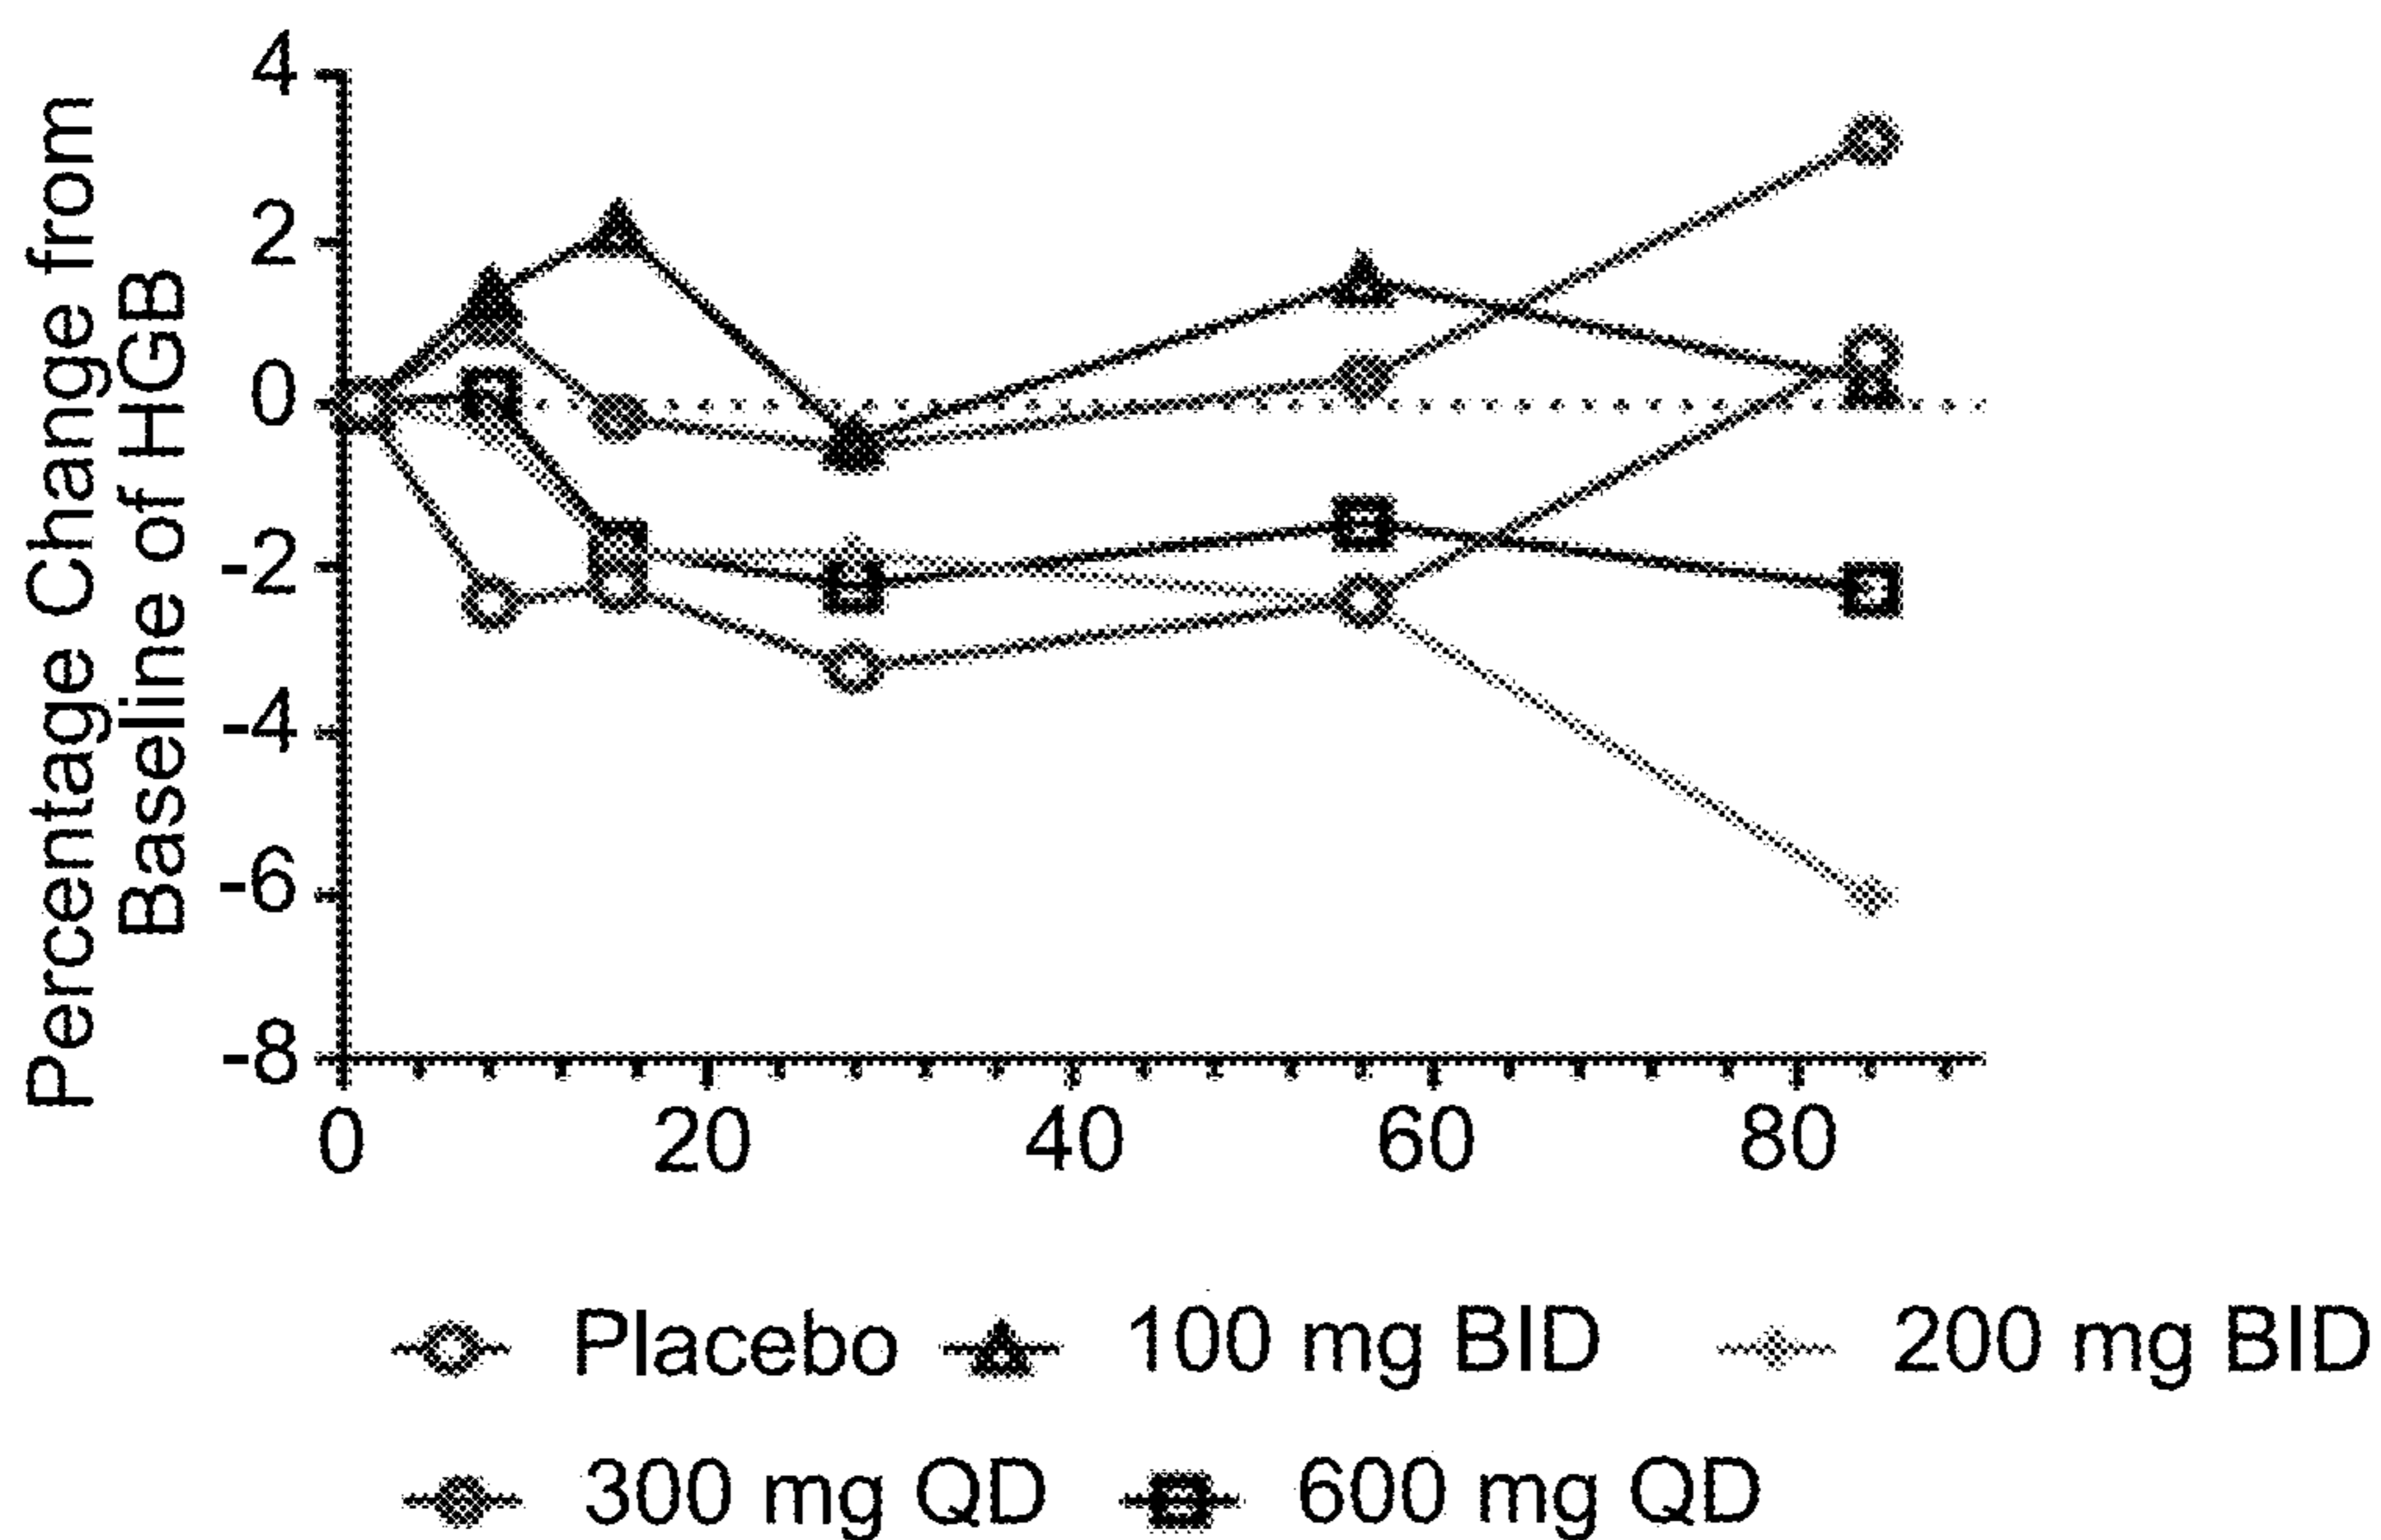 Percentage Change from
Baseline of HGB
4
2
0
-2
-4
-6
-8
0 20 40 60 80
Placebo 100 mg BID 200 mg BID
300 mg QD 600 mg QD